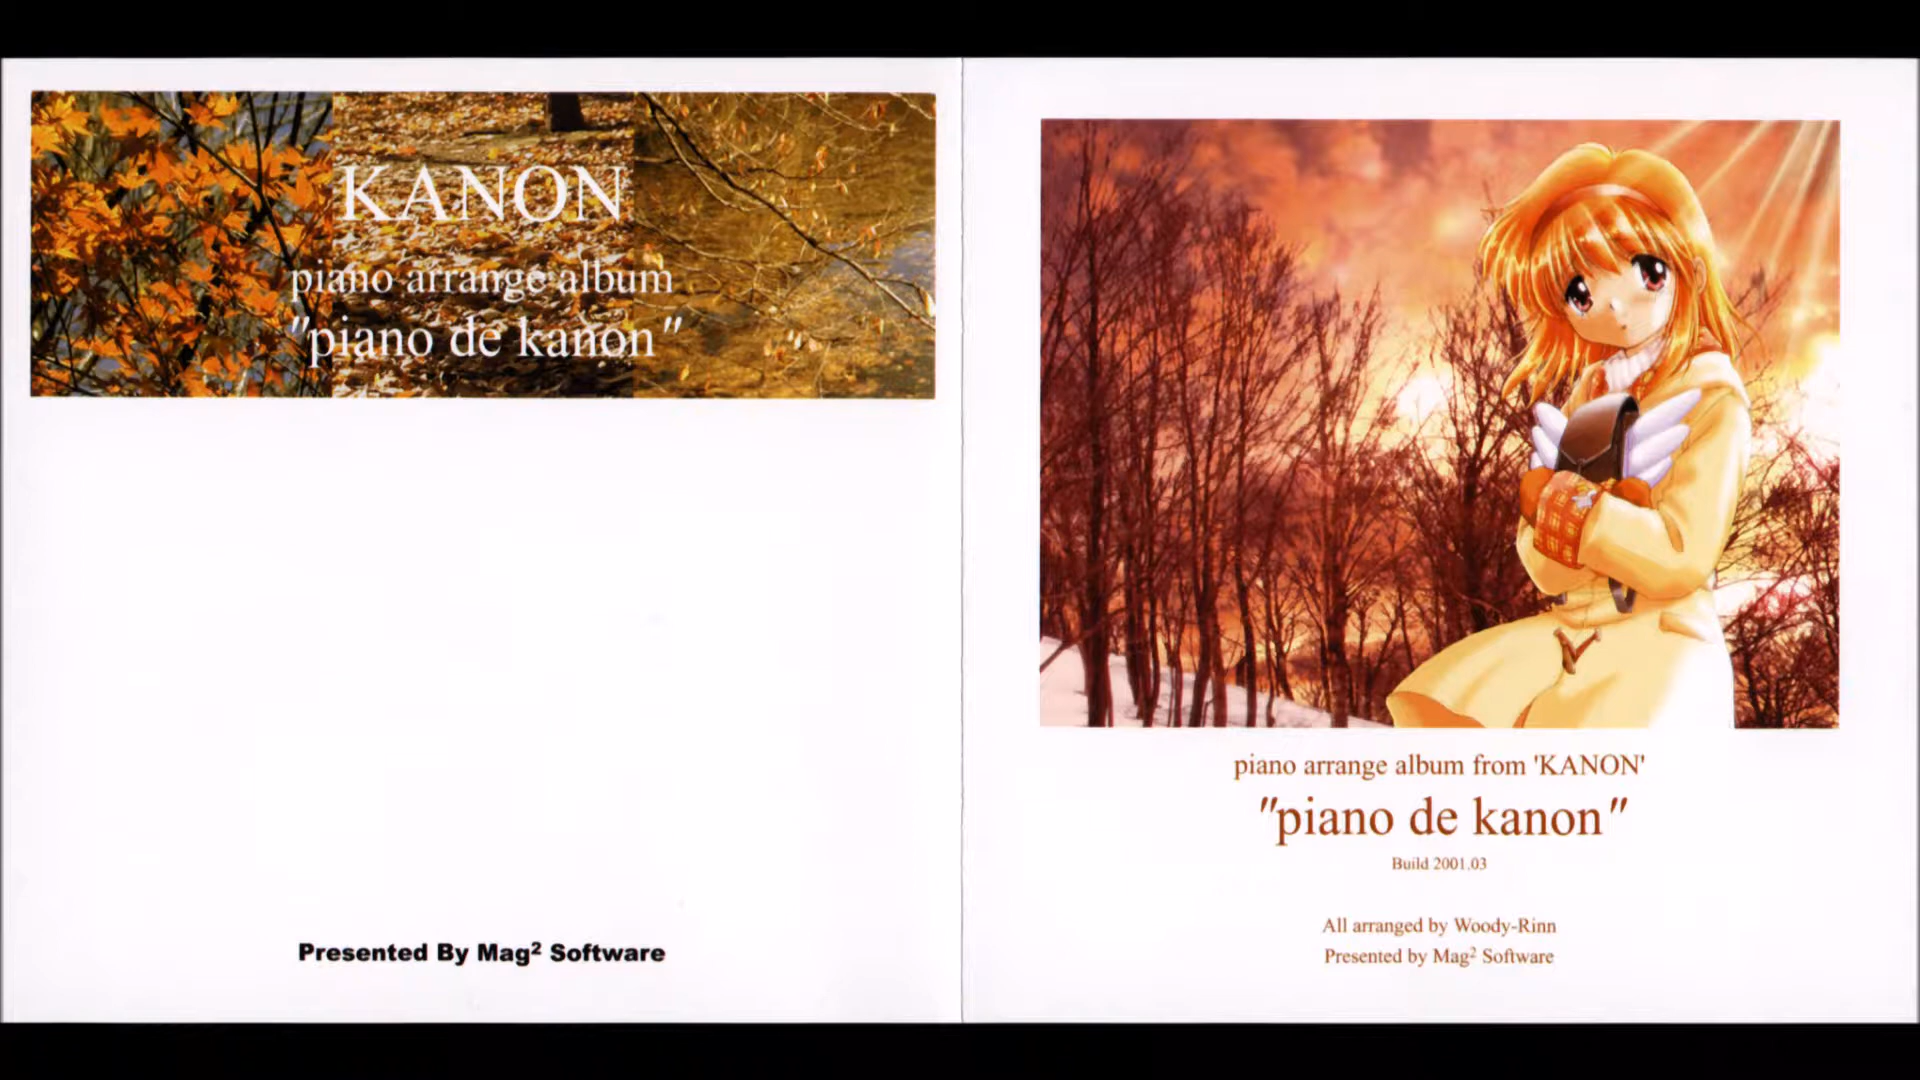 KANON
piano arrange album
"piano de kanon"
Presented By Mag² Software
piano arrange album from 'KANON'
"piano de kanon"
Build 2001.03
All arranged by Woody-Rinn
Presented by Mag² Software